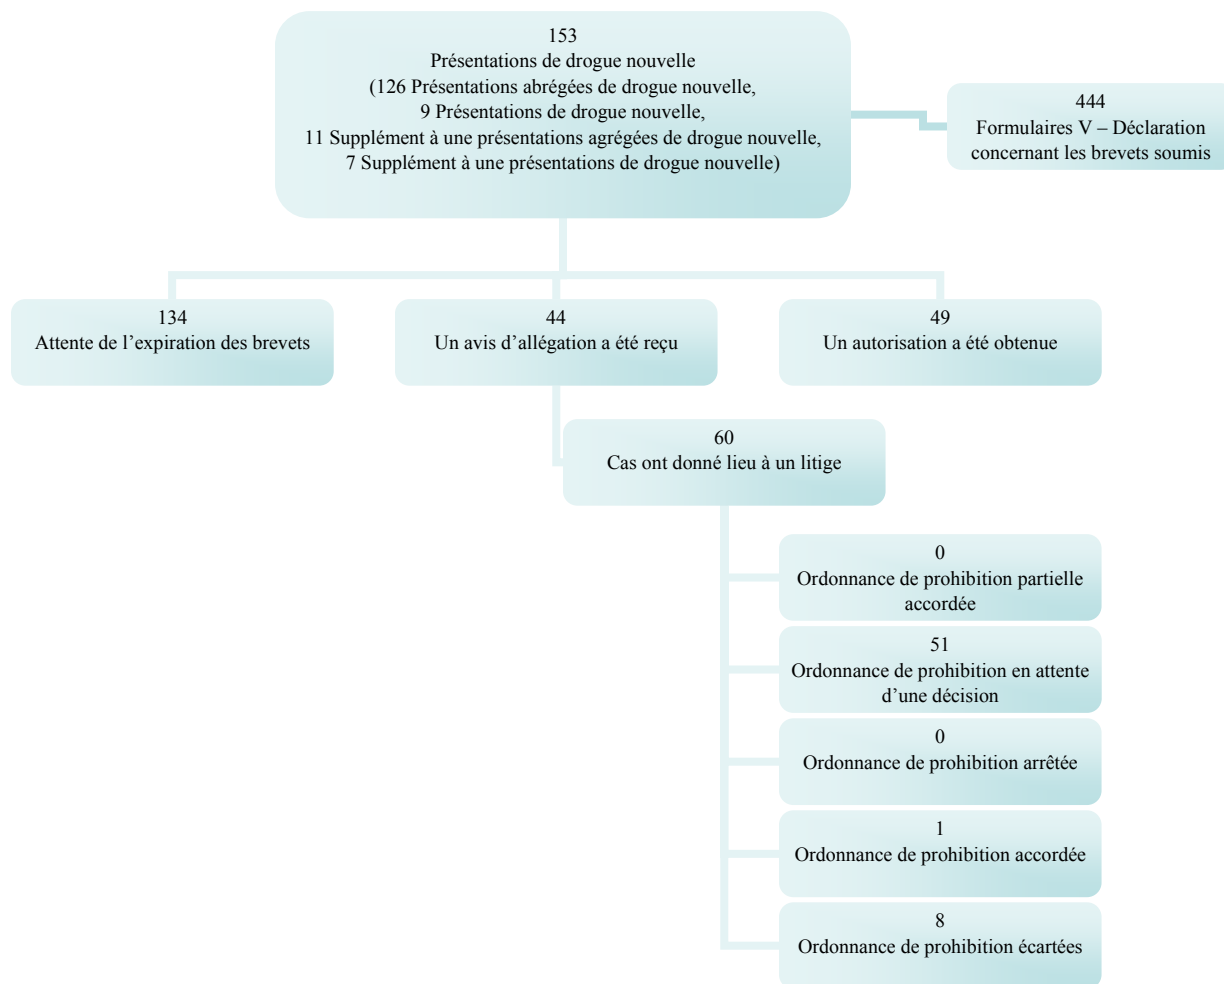 153
Présentations de drogue nouvelle
(126 Présentations abrégées de drogue nouvelle,
9 Présentations de drogue nouvelle,
11 Supplément à une présentations agrégées de drogue nouvelle,
7 Supplément à une présentations de drogue nouvelle)
444
Formulaires V – Déclaration
concernant les brevets soumis
134
Attente de l’expiration des brevets
44
Un avis d’allégation a été reçu
49
Un autorisation a été obtenue
60
Cas ont donné lieu à un litige
0
Ordonnance de prohibition partielle
accordée
51
Ordonnance de prohibition en attente
d’une décision
0
Ordonnance de prohibition arrêtée
1
Ordonnance de prohibition accordée
8
Ordonnance de prohibition écartées